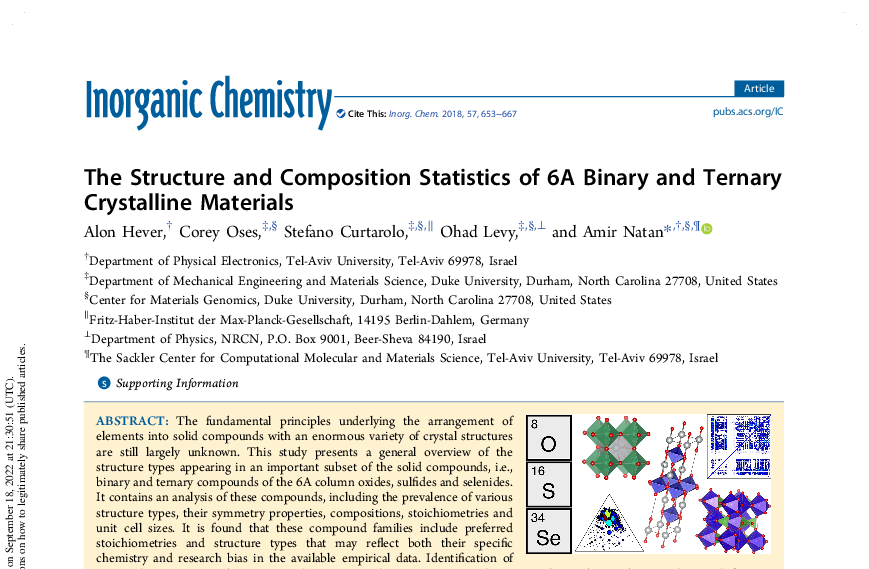 Inorganic Chemistry
Article
Cite This: Inorg. Chem. 2018, 57, 653−667
pubs.acs.org/IC
The Structure and Composition Statistics of 6A Binary and Ternary
Crystalline Materials
Alon Hever,† Corey Oses,‡,§ Stefano Curtarolo,‡,§,∥ Ohad Levy,‡,§,⊥ and Amir Natan*,†,§,¶
†Department of Physical Electronics, Tel-Aviv University, Tel-Aviv 69978, Israel
‡Department of Mechanical Engineering and Materials Science, Duke University, Durham, North Carolina 27708, United States
§Center for Materials Genomics, Duke University, Durham, North Carolina 27708, United States
∥Fritz-Haber-Institut der Max-Planck-Gesellschaft, 14195 Berlin-Dahlem, Germany
⊥Department of Physics, NRCN, P.O. Box 9001, Beer-Sheva 84190, Israel
¶The Sackler Center for Computational Molecular and Materials Science, Tel-Aviv University, Tel-Aviv 69978, Israel
S Supporting Information
ABSTRACT: The fundamental principles underlying the arrangement of
elements into solid compounds with an enormous variety of crystal structures
are still largely unknown. This study presents a general overview of the
structure types appearing in an important subset of the solid compounds, i.e.,
binary and ternary compounds of the 6A column oxides, sulfides and selenides.
It contains an analysis of these compounds, including the prevalence of various
structure types, their symmetry properties, compositions, stoichiometries and
unit cell sizes. It is found that these compound families include preferred
stoichiometries and structure types that may reflect both their specific
chemistry and research bias in the available empirical data. Identification of
8
O
16
S
34
Se
on September 18, 2022 at 21:30:51 (UTC).
ons on how to legitimately share published articles.